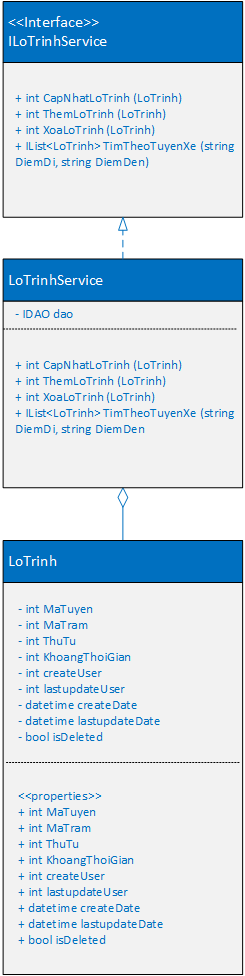 <<Interface>>
ILoTrinhService
+ int CapNhatLoTrinh (LoTrinh)
+ int ThemLoTrinh (LoTrinh)
+ int XoaLoTrinh (LoTrinh)
+ IList<LoTrinh> TimTheoTuyenXe (string
DiemDi, string DiemDen)
LoTrinhService
- IDAO dao
+ int CapNhatLoTrinh (LoTrinh)
+ int ThemLoTrinh (LoTrinh)
+ int XoaLoTrinh (LoTrinh)
+ IList<LoTrinh> TimTheoTuyenXe (string
DiemDi, string DiemDen
LoTrinh
- int MaTuyen
- int MaTram
- int ThuTu
- int KhoangThoiGian
- int createUser
- int lastupdateUser
- datetime createDate
- datetime lastupdateDate
- bool isDeleted
<<properties>>
+ int MaTuyen
+ int MaTram
+ int ThuTu
+ int KhoangThoiGian
+ int createUser
+ int lastupdateUser
+ datetime createDate
+ datetime lastupdateDate
+ bool isDeleted